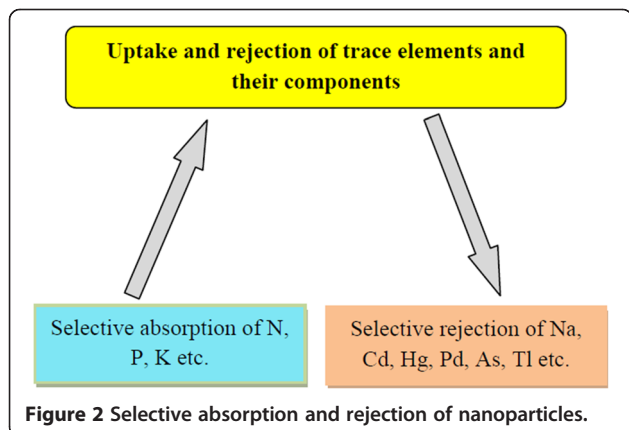 Uptake and rejection of trace elements and
their components
Selective absorption of N,
P, K etc.
Selective rejection of Na,
Cd, Hg, Pd, As, Tl etc.
Figure 2 Selective absorption and rejection of nanoparticles.